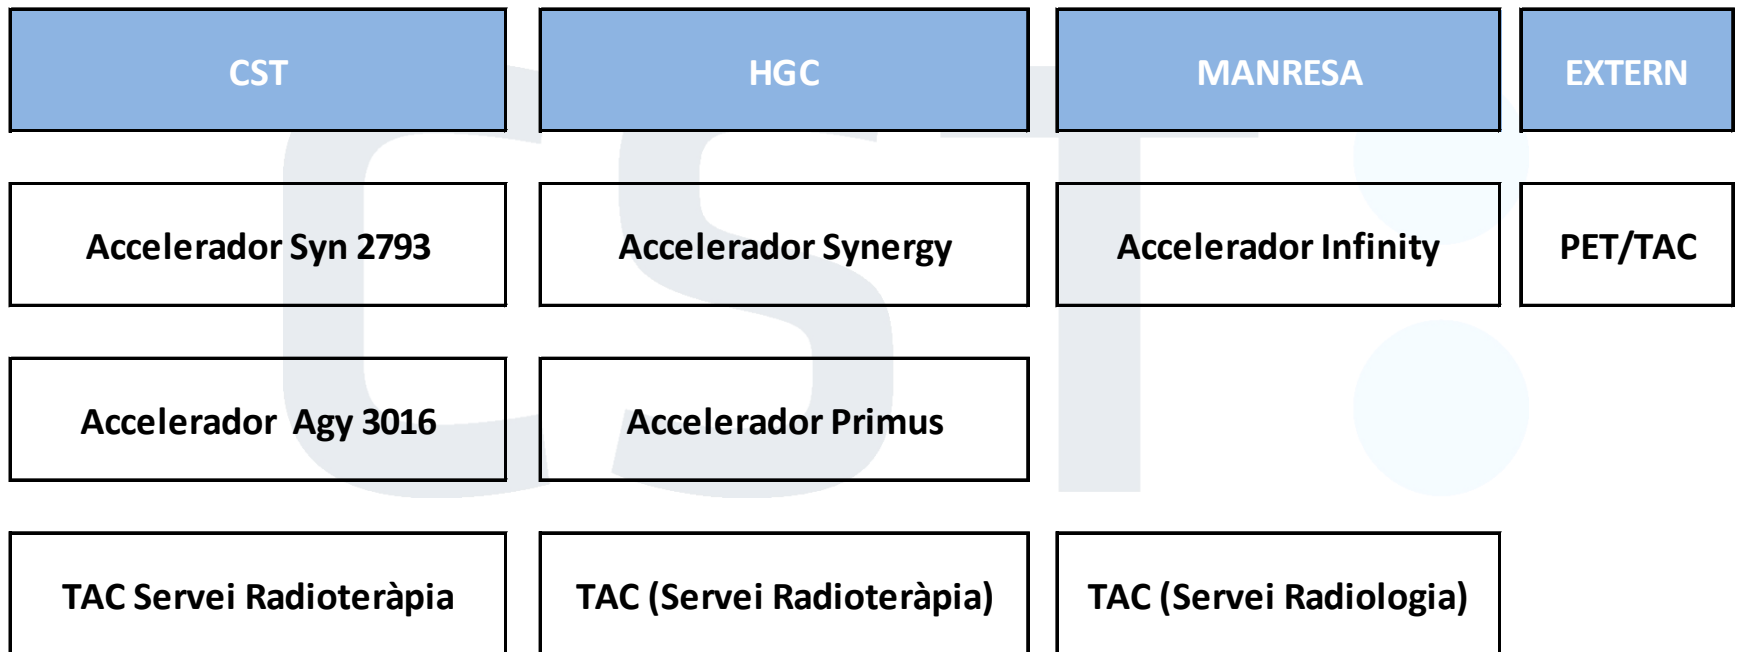 CST
HGC
MANRESA
EXTERN
Accelerador Syn 2793
Accelerador Synergy
Accelerador Infinity
PET/TAC
Accelerador Agy 3016
Accelerador Primus
TAC Servei Radioteràpia
TAC (Servei Radioteràpia)
TAC (Servei Radiologia)
CST